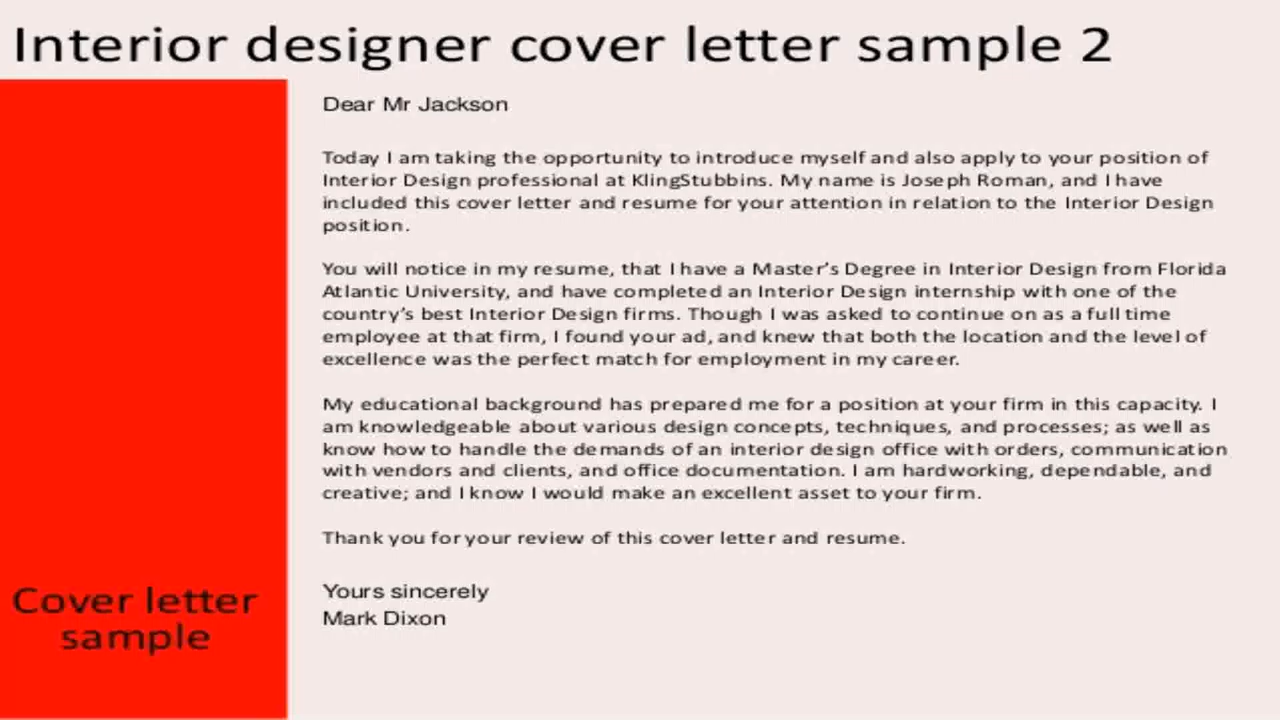 Interior designer cover letter sample 2
Dear Mr Jackson
Today I am taking the opportunity to introduce myself and also apply to your position of
Interior Design professional at KlingStubbins. My name is Joseph Roman, and I have
included this cover letter and resume for your attention in relation to the Interior Design
position.
You will notice in my resume, that I have a Master’s Degree in Interior Design from Florida
Atlantic University, and have completed an Interior Design internship with one of the
country’s best Interior Design firms. Though I was asked to continue on as a full time
employee at that firm, I found your ad, and knew that both the location and the level of
excellence was the perfect match for employment in my career.
My educational background has prepared me for a position at your firm in this capacity. I
am knowledgeable about various design concepts, techniques, and processes; as well as
know how to handle the demands of an interior design office with orders, communication
with vendors and clients, and office documentation. I am hardworking, dependable, and
creative; and I know I would make an excellent asset to your firm.
Thank you for your review of this cover letter and resume.
Yours sincerely
Mark Dixon
Cover letter
sample